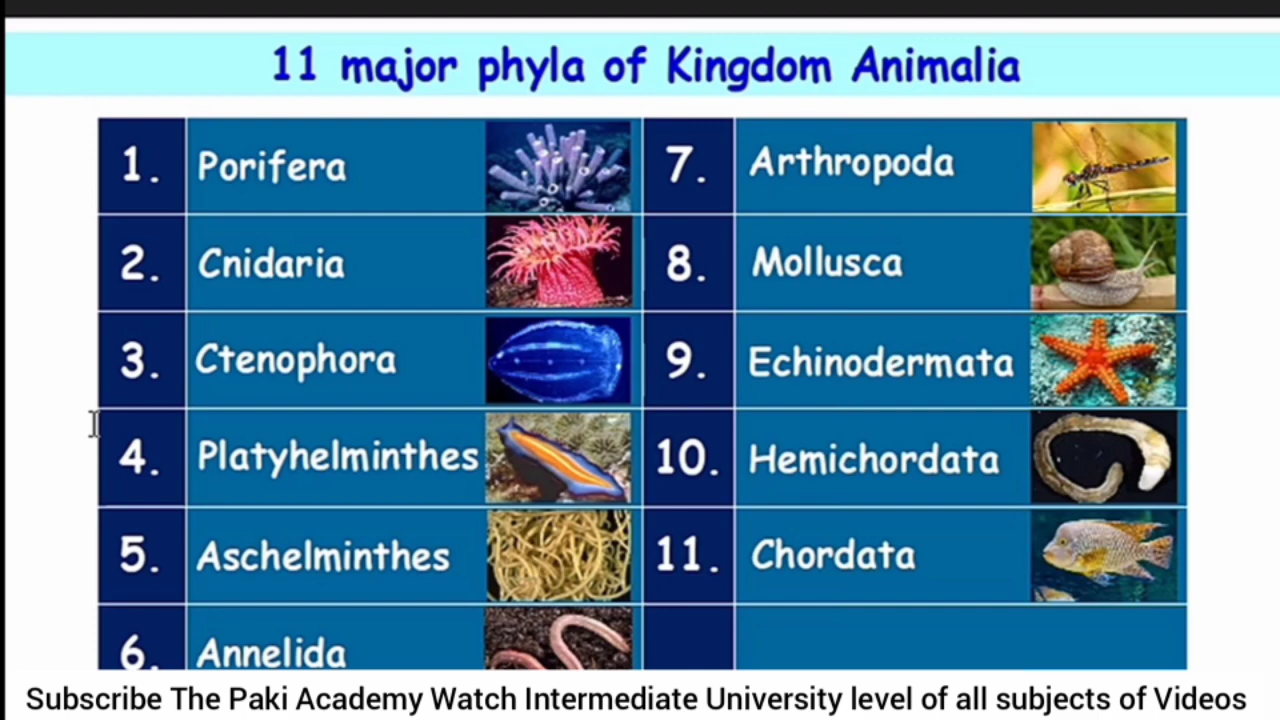 11 major phyla of Kingdom Animalia
1. Porifera
2. Cnidaria
3. Ctenophora
4. Platyhelminthes
5. Aschelminthes
6. Annelida
7. Arthropoda
8. Mollusca
9. Echinodermata
10. Hemichordata
11. Chordata
Subscribe The Paki Academy Watch Intermediate University level of all subjects of Videos